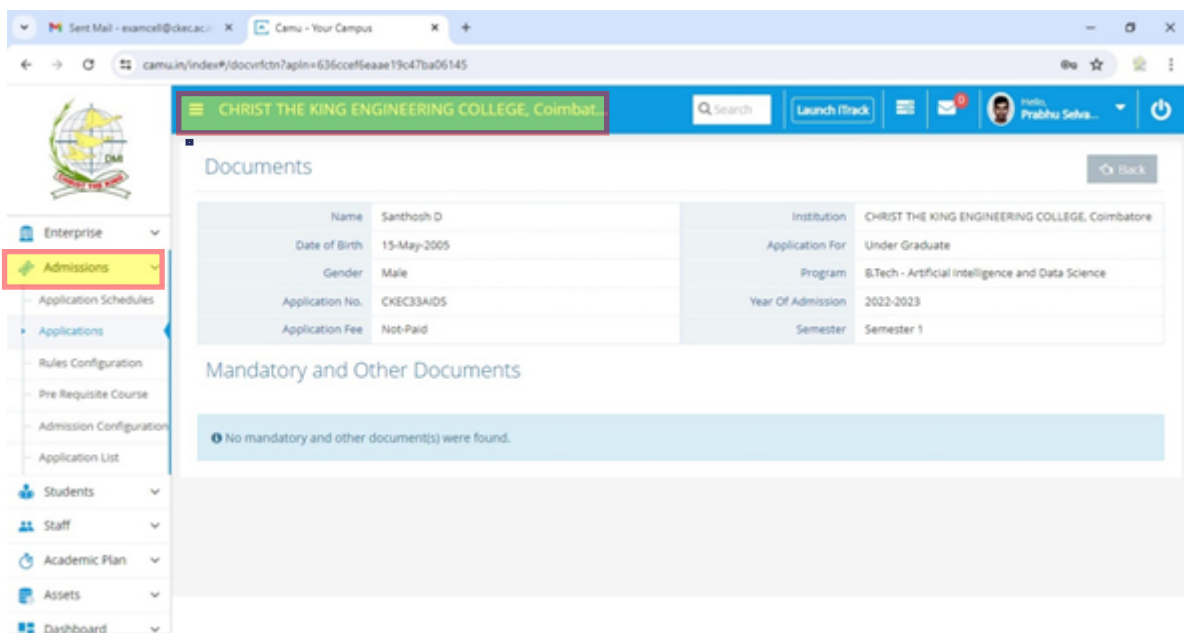 Sent Mail - examcell@ckec.ac.i
Camu - Your Campus
camu.in/index#/docvrfctn?apln=636ccef6eaae19c47ba06145
CHRIST THE KING ENGINEERING COLLEGE, Coimbat...
Search
Launch iTrack
0
Hello,
Prabhu Selva...
DMI
CHRIST THE KING
Documents
Back
Name Santhosh D Institution CHRIST THE KING ENGINEERING COLLEGE, Coimbatore
Date of Birth 15-May-2005 Application For Under Graduate
Gender Male Program B.Tech - Artificial Intelligence and Data Science
Application No. CKEC33AIDS Year Of Admission 2022-2023
Application Fee Not-Paid Semester Semester 1
Mandatory and Other Documents
No mandatory and other document(s) were found.
Enterprise
Admissions
Application Schedules
Applications
Rules Configuration
Pre Requisite Course
Admission Configuration
Application List
Students
Staff
Academic Plan
Assets
Dashboard